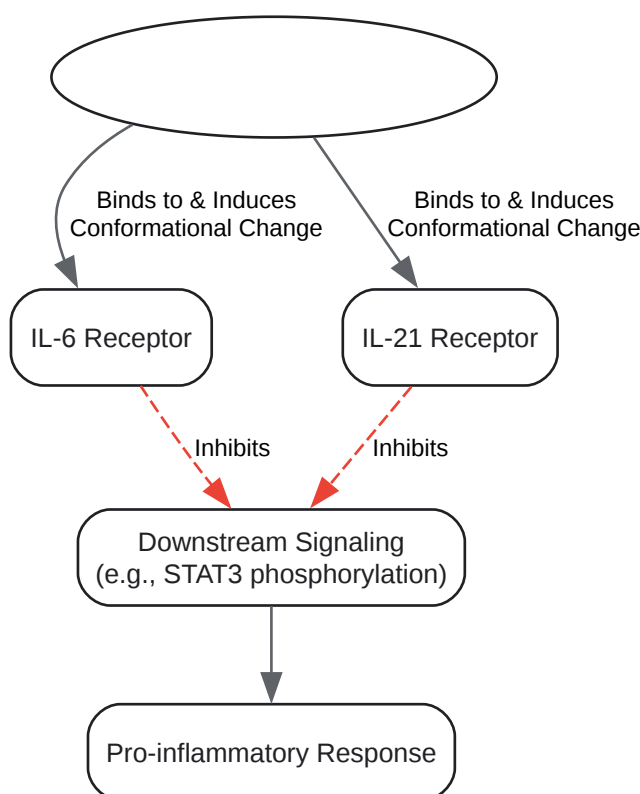 Binds to & Induces
Conformational Change
Binds to & Induces
Conformational Change
IL-6 Receptor
IL-21 Receptor
Inhibits
Inhibits
Downstream Signaling
(e.g., STAT3 phosphorylation)
Pro-inflammatory Response